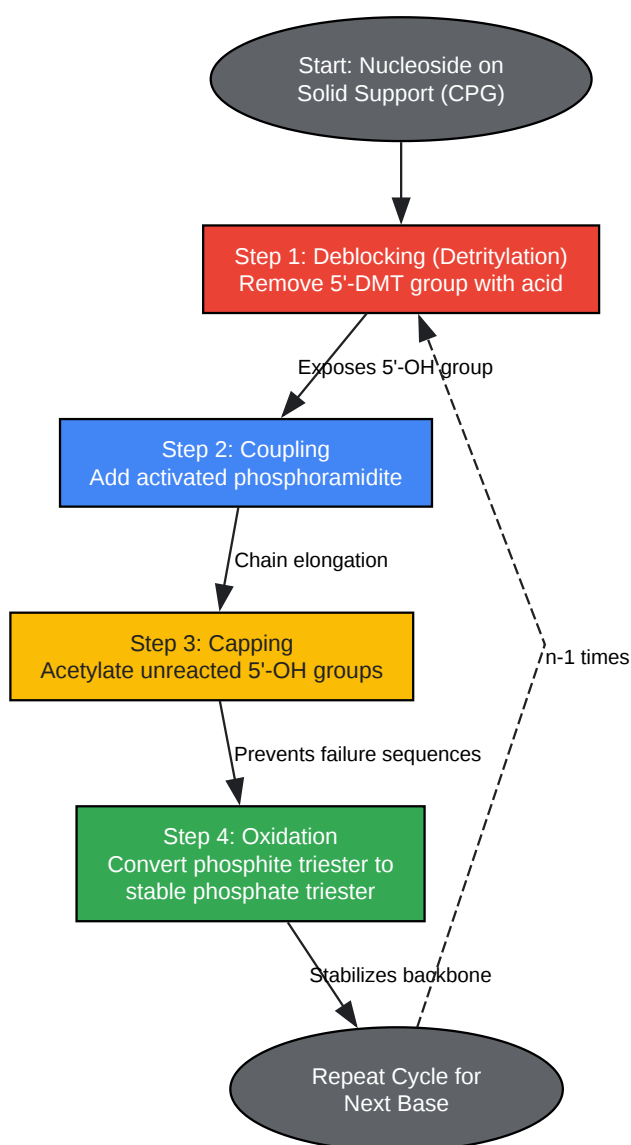 Start: Nucleoside on
Solid Support (CPG)
Step 1: Deblocking (Detritylation)
Remove 5'-DMT group with acid
Exposes 5'-OH group
Step 2: Coupling
Add activated phosphoramidite
Chain elongation
Step 3: Capping
Acetylate unreacted 5'-OH groups
n-1 times
Prevents failure sequences
Step 4: Oxidation
Convert phosphite triester to
stable phosphate triester
Stabilizes backbone
Repeat Cycle for
Next Base